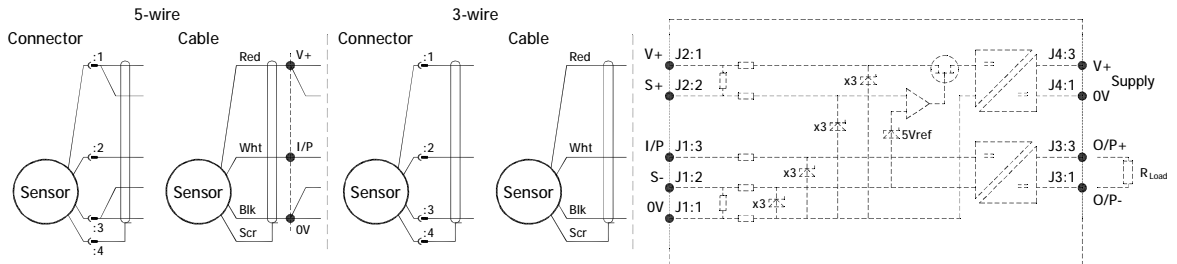 5-wire
Connector
Cable
:1
:2
:3
:4
Sensor
Red
Wht
Blk
Scr
Sensor
V+
I/P
0V
3-wire
Connector
Cable
:1
:2
:3
:4
Sensor
Red
Wht
Blk
Scr
Sensor
V+ J2:1
S+ J2:2
I/P J1:3
S- J1:2
0V J1:1
x3
x3
x3
x3
5Vref
J4:3 V+
Supply
J4:1 0V
J3:3 O/P+
J3:1
O/P-
RLoad